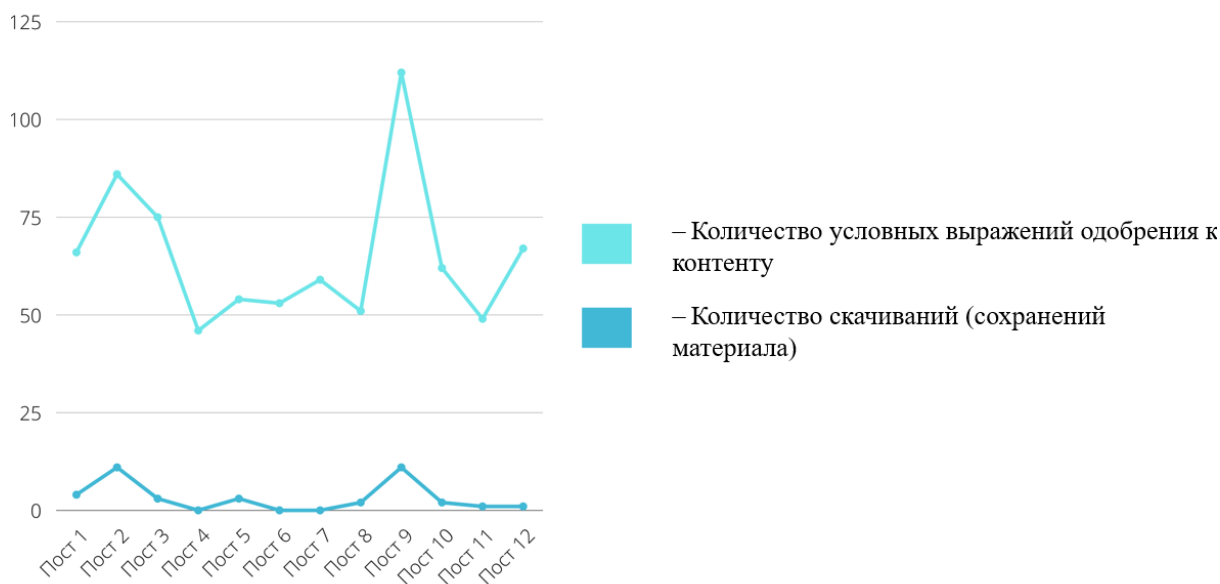 125
100
75
50
25
0
Пост 1
Пост 2
Пост 3
Пост 4
Пост 5
Пост 6
Пост 7
Пост 8
Пост 9
Пост 10
Пост 11
Пост 12
– Количество условных выражений одобрения к
контенту
– Количество скачиваний (сохранений
материала)